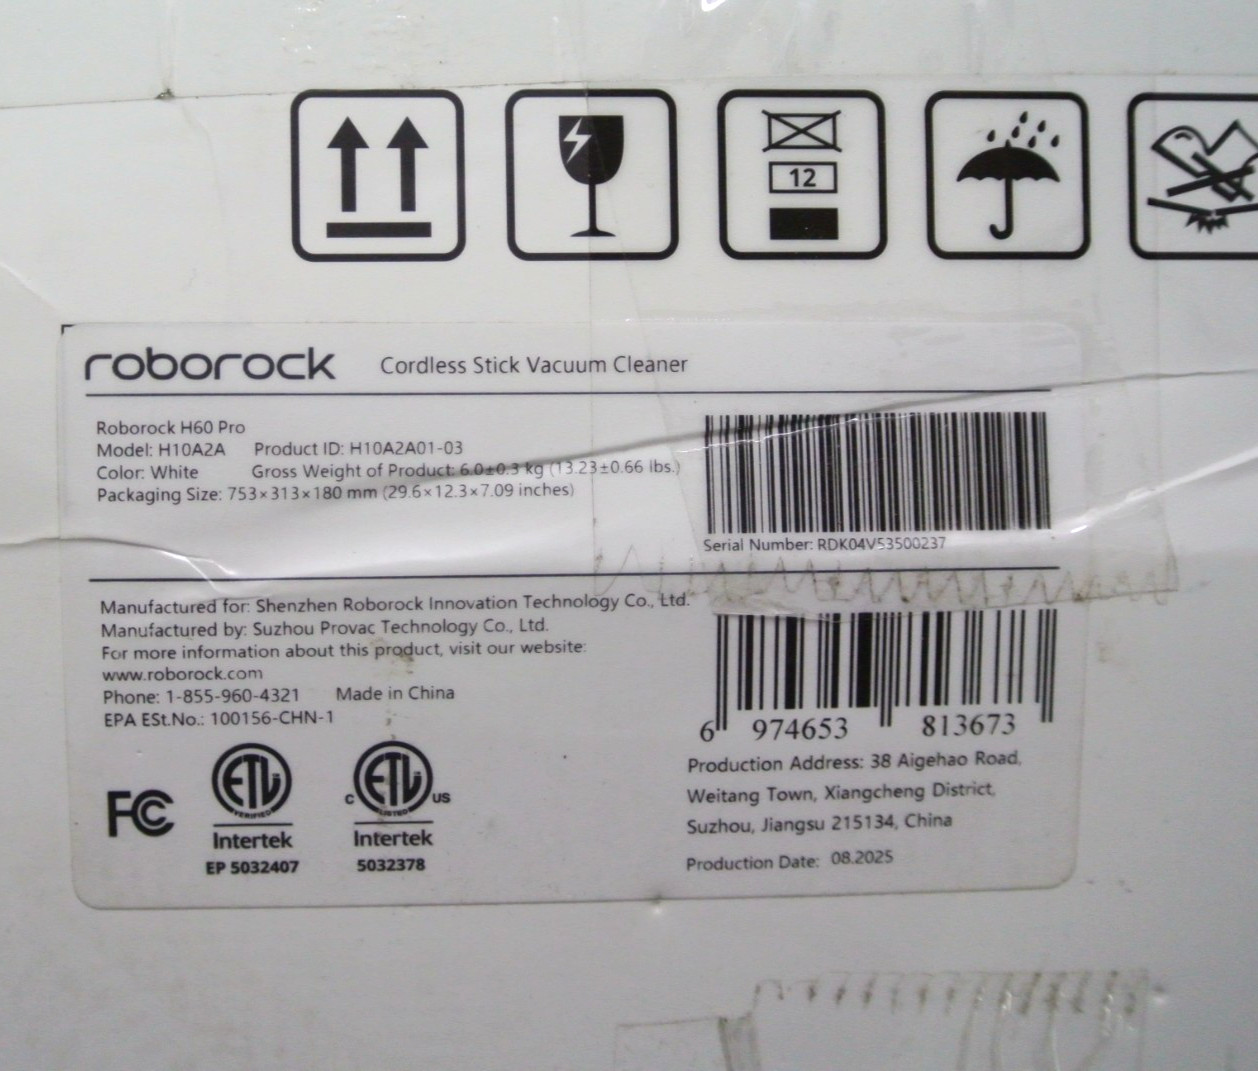 12
roborock Cordless Stick Vacuum Cleaner
Roborock H60 Pro
Model: H10A2A Product ID: H10A2A01-03
Color: White Gross Weight of Product: 6.0±0.3 kg (13.23±0.66 lbs.)
Packaging Size: 753×313×180 mm (29.6×12.3×7.09 inches)
Serial Number: RDK04V53500237
Manufactured for: Shenzhen Roborock Innovation Technology Co., Ltd.
Manufactured by: Suzhou Provac Technology Co., Ltd.
For more information about this product, visit our website:
www.roborock.com
Phone: 1-855-960-4321 Made in China
EPA ESt.No.: 100156-CHN-1
6 974653 813673
Production Address: 38 Aigehao Road,
Weitang Town, Xiangcheng District,
Suzhou, Jiangsu 215134, China
Production Date: 08.2025
FC
ETL VERIFIED
Intertek
EP 5032407
C ETL LISTED US
Intertek
5032378